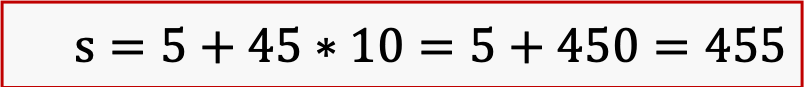 s = 5 + 45 * 10 = 5 + 450 = 455